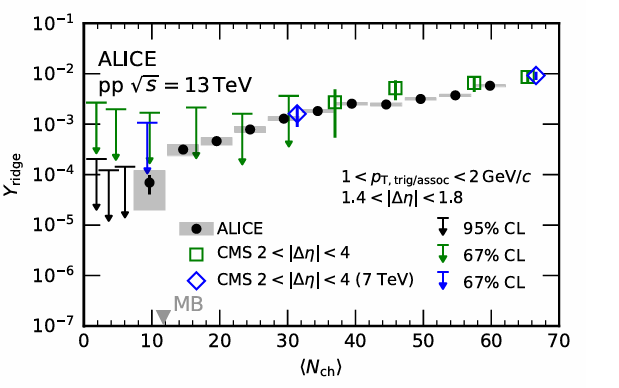 10⁻¹
ALICE
pp √s = 13 TeV
10⁻²
10⁻³
10⁻⁴
10⁻⁵
10⁻⁶
10⁻⁷
Y_ridge
1 < p_T, trig/assoc < 2 GeV/c
1.4 < |Δη| < 1.8
ALICE
95% CL
CMS 2 < |Δη| < 4
67% CL
CMS 2 < |Δη| < 4 (7 TeV)
67% CL
MB
0 10 20 30 40 50 60 70
⟨N_ch⟩